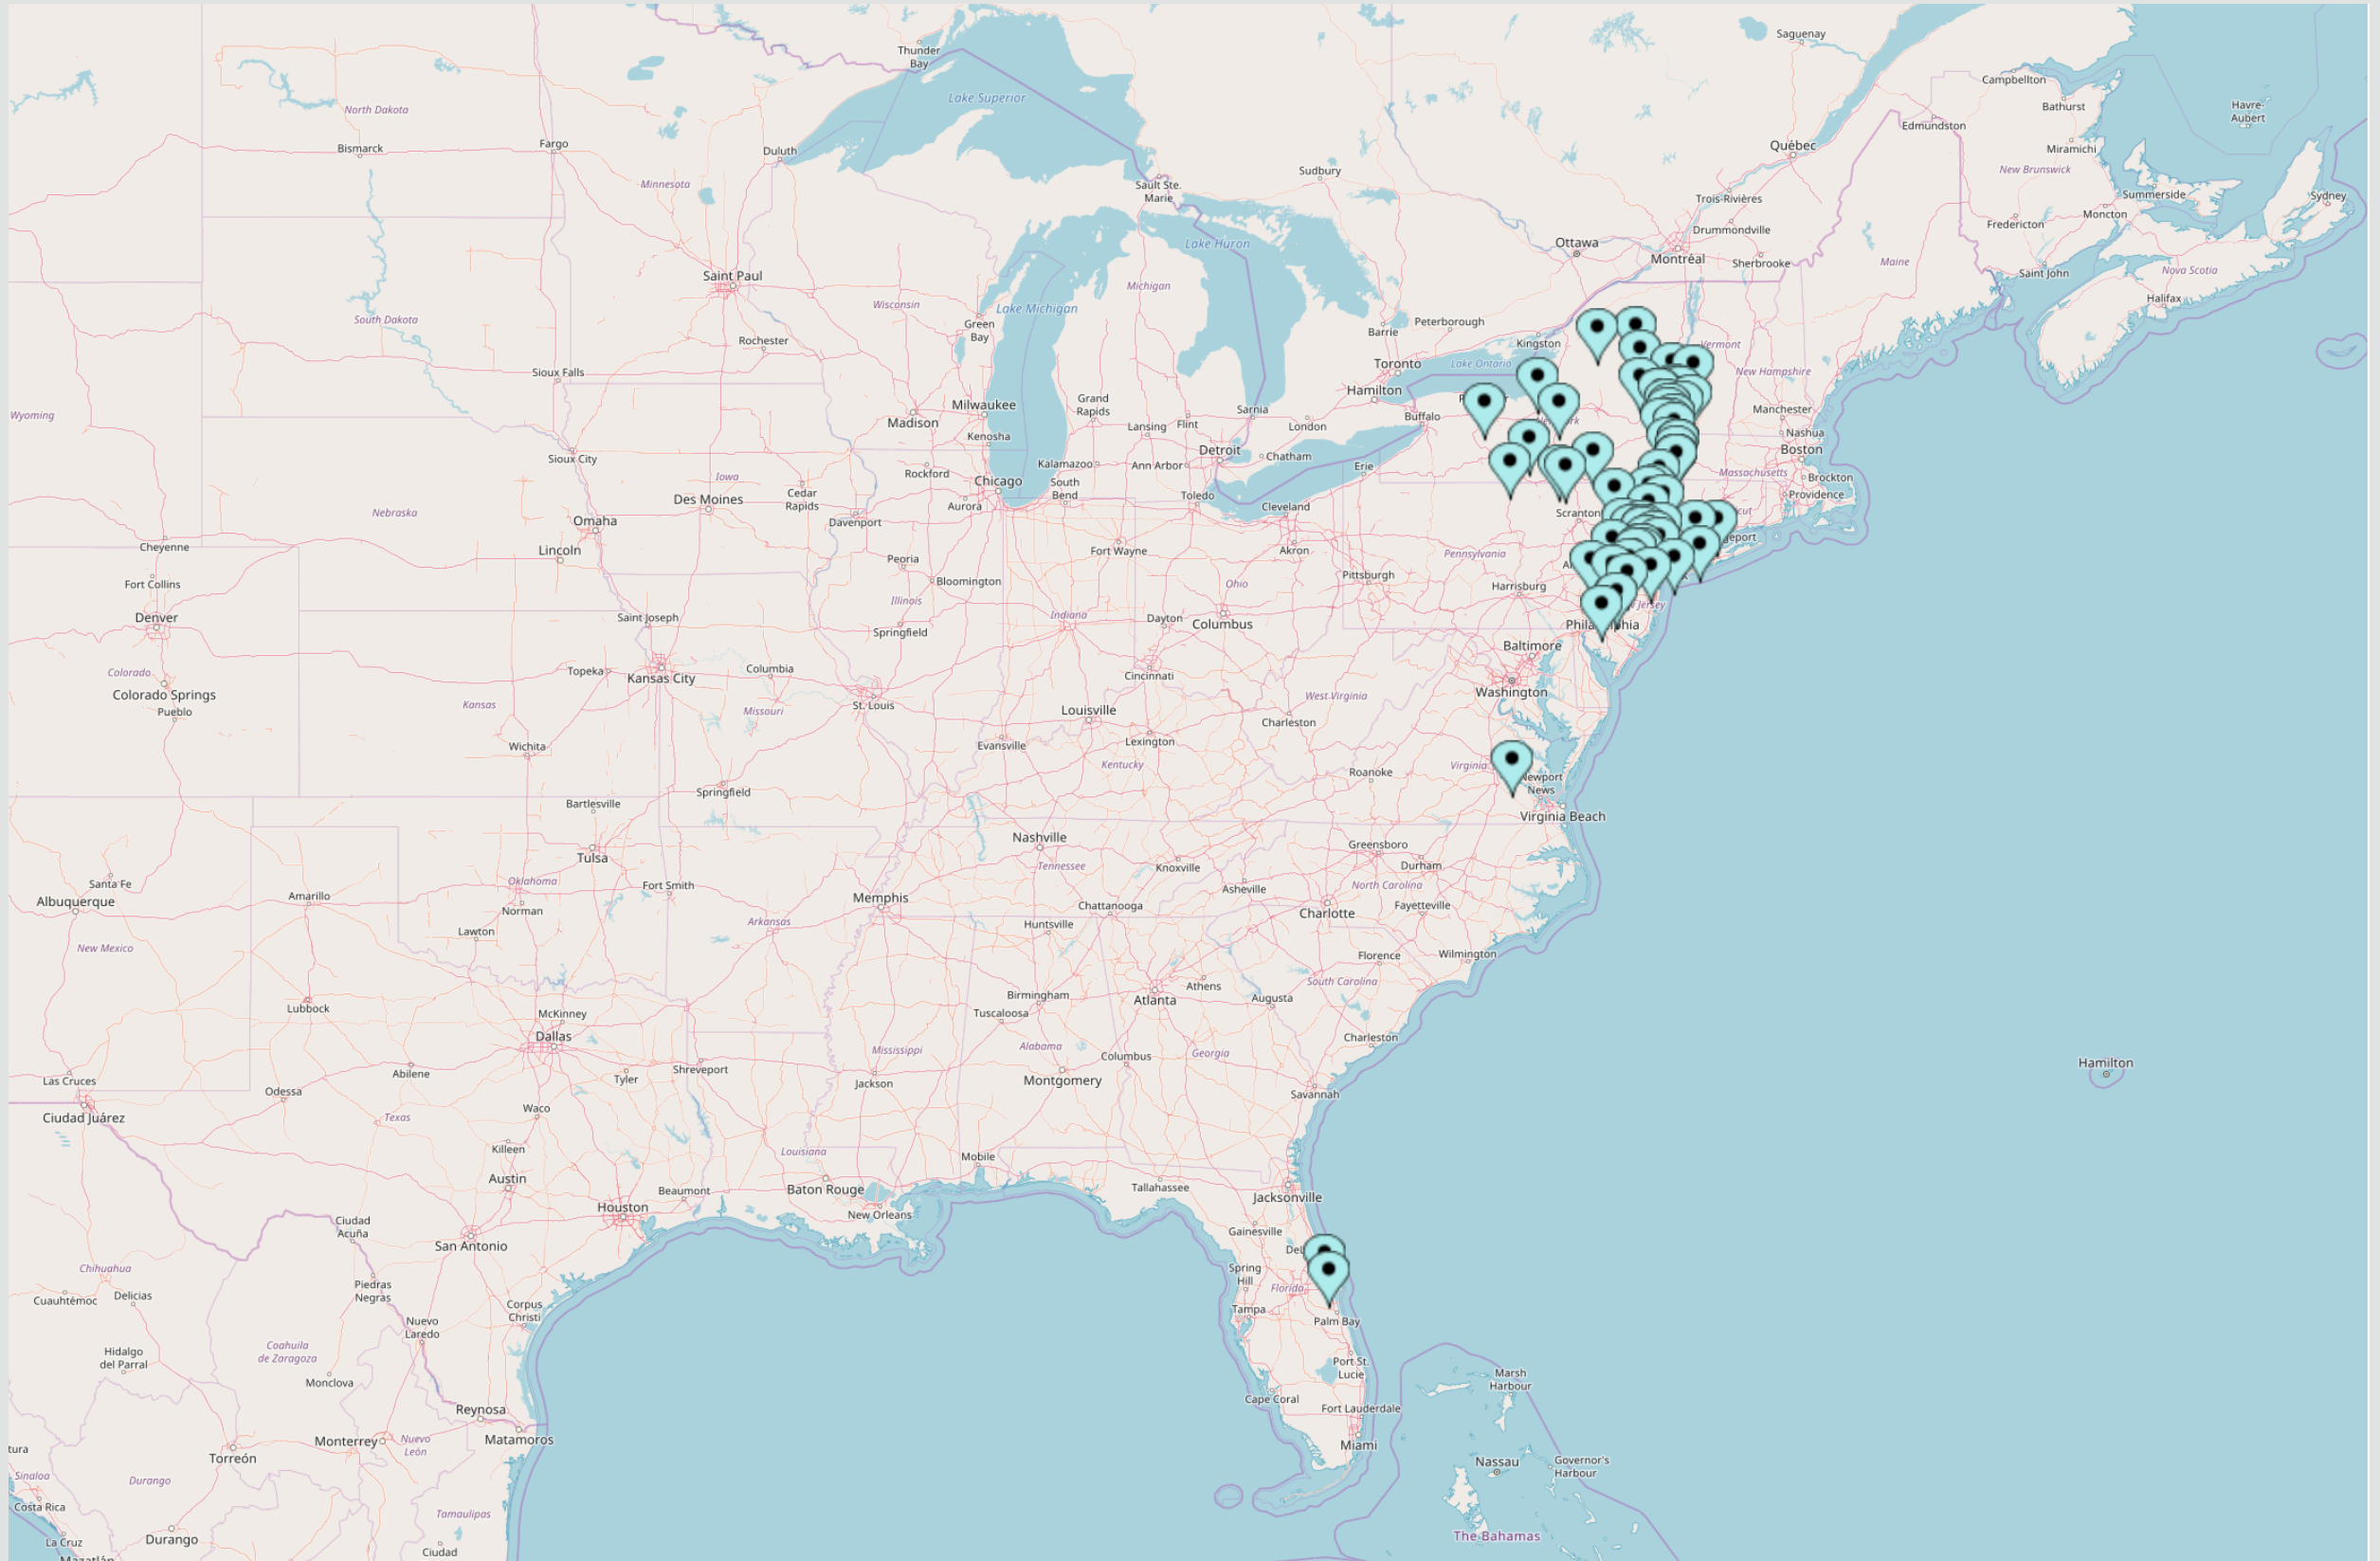 Saguenay
Thunder
Bay
Lake Superior
Campbellton
Bathurst
Havre-
Aubert
North Dakota
Edmundston
Bismarck
Fargo
Duluth
Québec
Miramichi
Minnesota
Sault Ste.
Marie
Sudbury
New Brunswick
Trois-Rivières
Summerside
Sydney
Moncton
Fredericton
Drummondville
Ottawa
Lake Huron
Montréal
Sherbrooke
Maine
Saint John
Nova Scotia
Saint Paul
Michigan
Halifax
Wisconsin
Lake Michigan
South Dakota
Green
Bay
Peterborough
Barrie
Rochester
Kingston
Vermont
Toronto
Lake Ontario
Sioux Falls
New Hampshire
Hamilton
Wyoming
Milwaukee
Grand
Rapids
Sarnia
Manchester
Madison
Lansing
Flint
London
Buffalo
Kenosha
Nashua
Sioux City
Detroit
Chatham
Boston
Kalamazoo
Ann Arbor
Erie
Rockford
Iowa
Massachusetts
Brockton
Chicago
South
Bend
Toledo
Providence
Des Moines
Cedar
Rapids
Aurora
Cleveland
Nebraska
Scranton
Omaha
Davenport
Cheyenne
Lincoln
Fort Wayne
Akron
Pennsylvania
Peoria
Pittsburgh
Bloomington
Fort Collins
Ohio
Harrisburg
Illinois
Denver
Saint Joseph
Indiana
Dayton
Columbus
Jersey
Springfield
Baltimore
Colorado
Topeka
Kansas City
Columbia
Cincinnati
Colorado Springs
Washington
Pueblo
Kansas
Missouri
St. Louis
West Virginia
Louisville
Charleston
Wichita
Evansville
Lexington
Kentucky
Virginia
Roanoke
Newport
News
Springfield
Bartlesville
Virginia Beach
Nashville
Greensboro
Tulsa
Tennessee
Knoxville
Durham
Santa Fe
Oklahoma
Fort Smith
Asheville
North Carolina
Albuquerque
Amarillo
Norman
Memphis
Chattanooga
Charlotte
Fayetteville
Arkansas
Huntsville
Lawton
New Mexico
Florence
Wilmington
South Carolina
Athens
Birmingham
Atlanta
Augusta
Lubbock
McKinney
Tuscaloosa
Dallas
Charleston
Mississippi
Alabama
Columbus
Georgia
Hamilton
Abilene
Tyler
Shreveport
Las Cruces
Jackson
Montgomery
Odessa
Savannah
Ciudad Juárez
Waco
Texas
Killeen
Louisiana
Mobile
Austin
Beaumont
Baton Rouge
Tallahassee
Jacksonville
Houston
New Orleans
Ciudad
Acuña
Gainesville
San Antonio
Chihuahua
Spring
Hill
Piedras
Negras
Florida
Cuauhtémoc
Delicias
Corpus
Christi
Tampa
Nuevo
Laredo
Palm Bay
Coahuila
de Zaragoza
Hidalgo
del Parral
Port St.
Lucie
Marsh
Harbour
Monclova
Cape Coral
Reynosa
Fort Lauderdale
Monterrey
Nuevo
León
Matamoros
Miami
Torreón
Nassau
Governor's
Harbour
Sinaloa
Durango
Costa Rica
Tamaulipas
La Cruz
Durango
The Bahamas
Ciudad